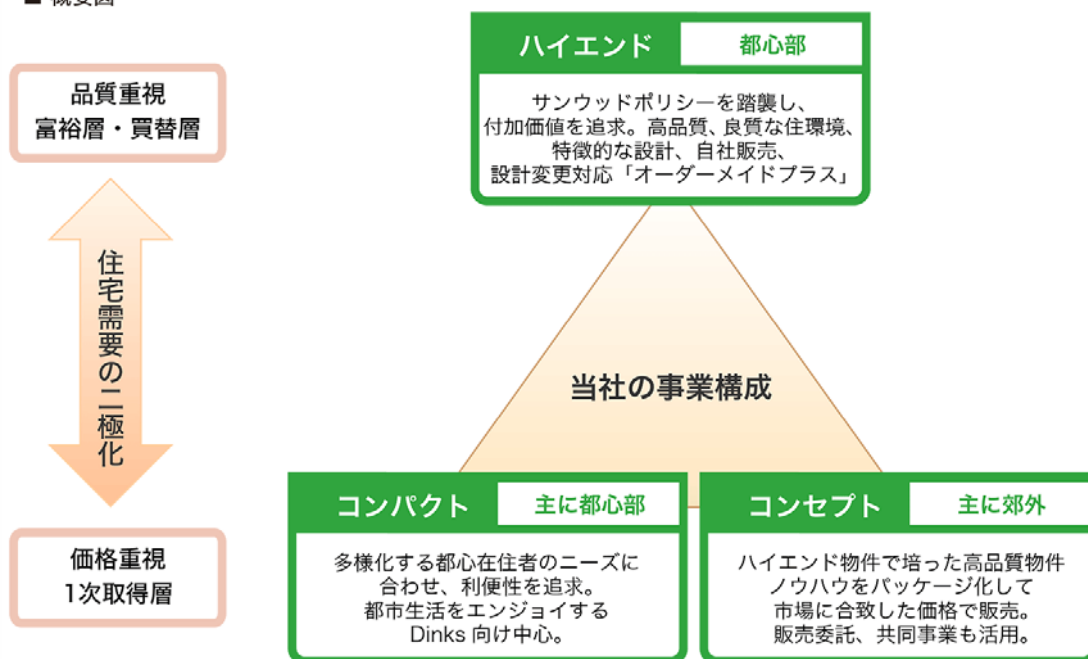 ■ 概要図
品質重視
富裕層・買替層
住宅需要の二極化
価格重視
1次取得層
ハイエンド 都心部
サンウッドポリシーを踏襲し、
付加価値を追求。高品質、良質な住環境、
特徴的な設計、自社販売、
設計変更対応「オーダーメイドプラス」
当社の事業構成
コンパクト 主に都心部
多様化する都心在住者のニーズに
合わせ、利便性を追求。
都市生活をエンジョイする
Dinks 向け中心。
コンセプト 主に郊外
ハイエンド物件で培った高品質物件
ノウハウをパッケージ化して
市場に合致した価格で販売。
販売委託、共同事業も活用。